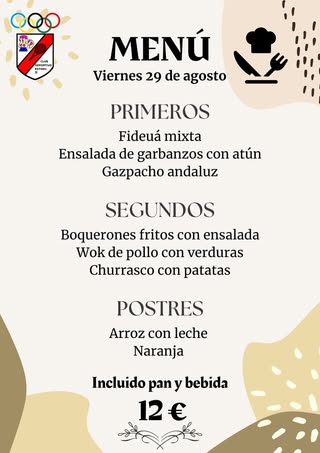 MENÚ
Viernes 29 de agosto
PRIMEROS
Fideuá mixta
Ensalada de garbanzos con atún
Gazpacho andaluz
SEGUNDOS
Boquerones fritos con ensalada
Wok de pollo con verduras
Churrasco con patatas
POSTRES
Arroz con leche
Naranja
Incluido pan y bebida
12 €